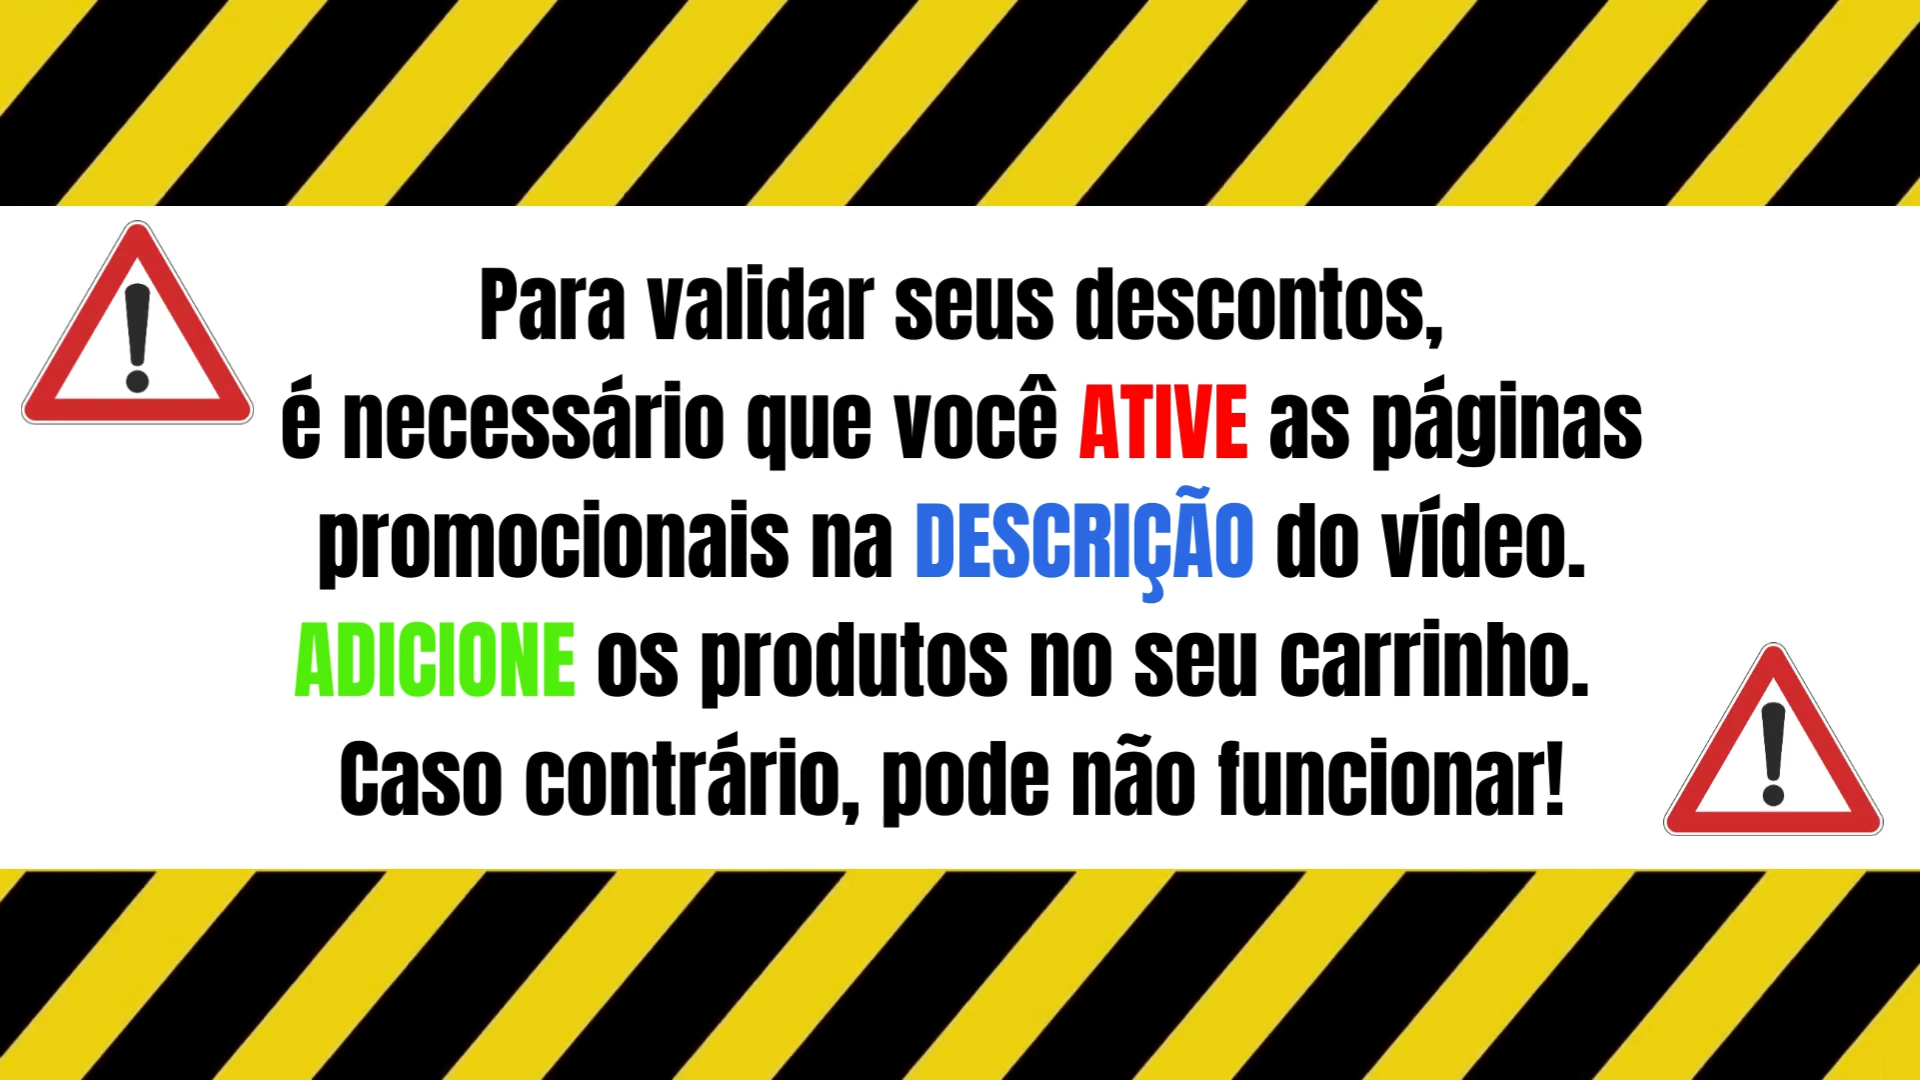 Para validar seus descontos,
é necessário que você ATIVE as páginas
promocionais na DESCRIÇÃO do vídeo.
ADICIONE os produtos no seu carrinho.
Caso contrário, pode não funcionar!